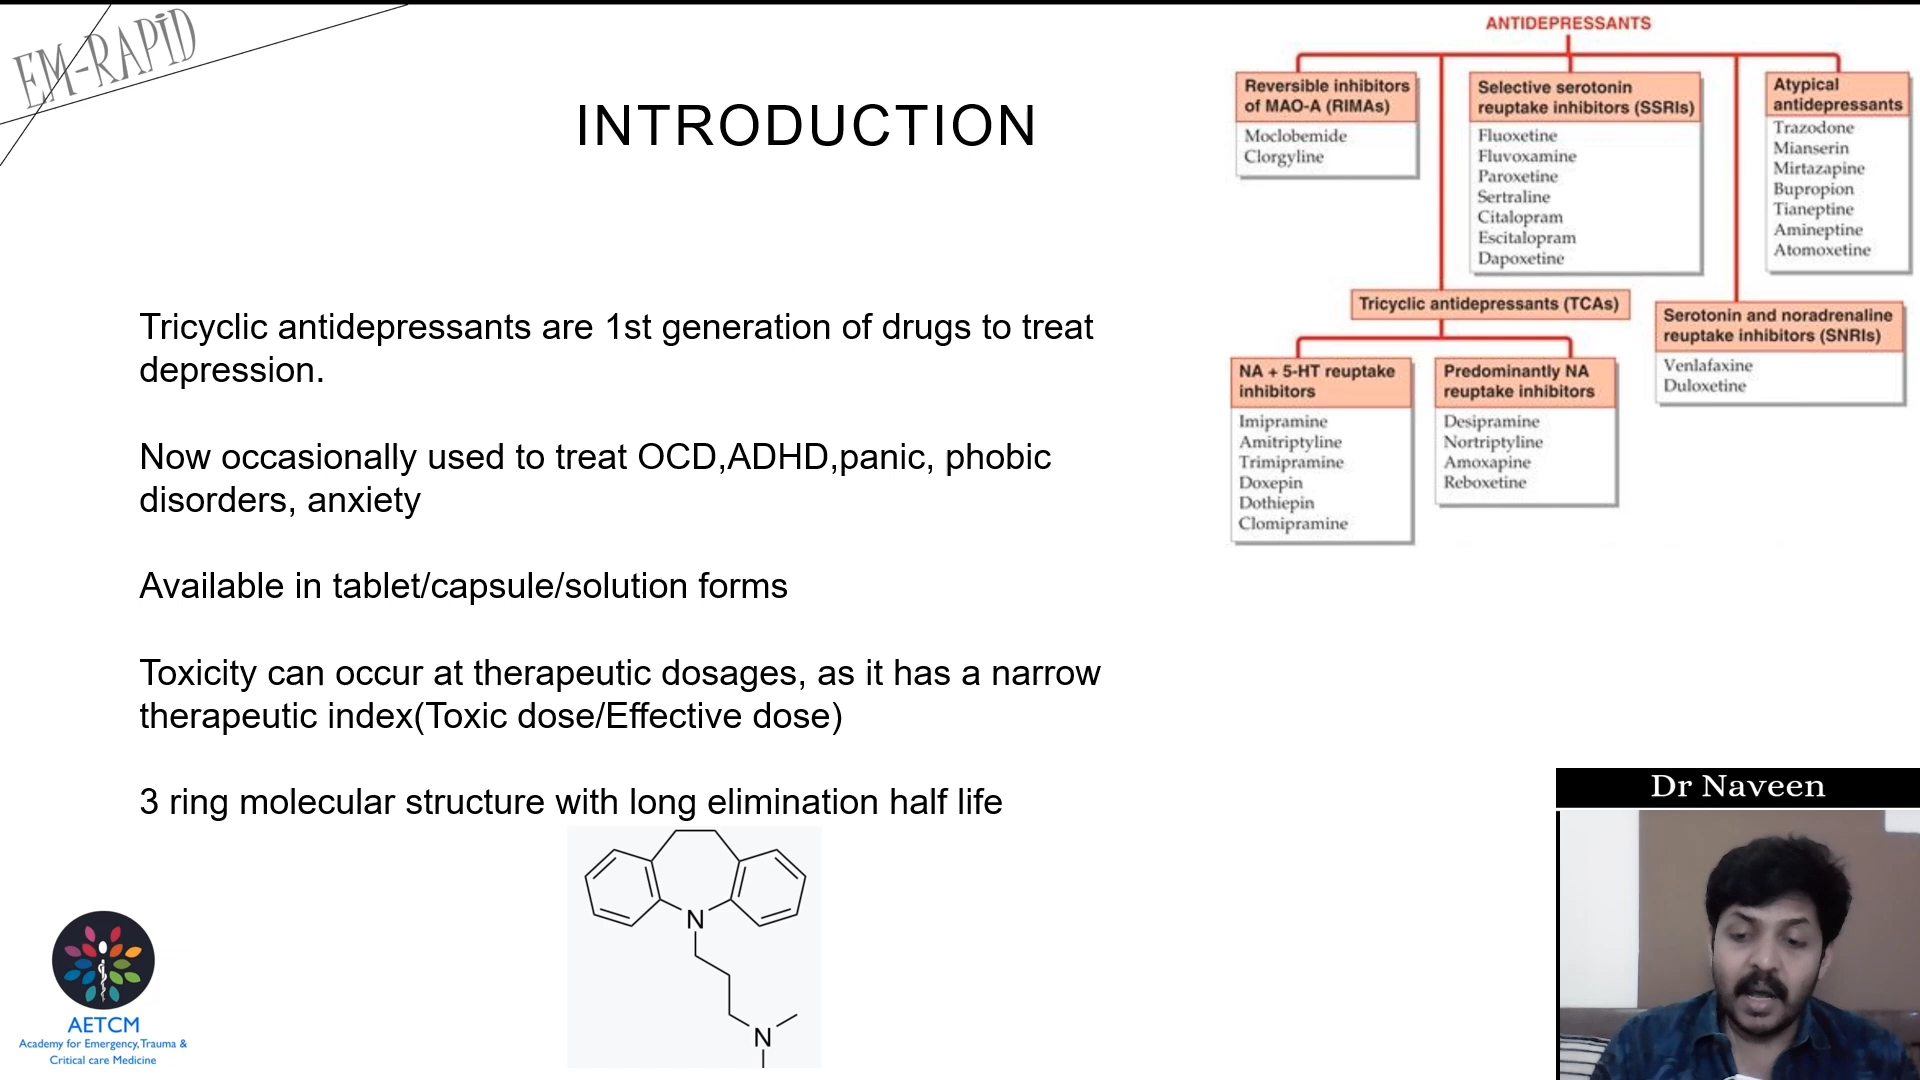 EM-RAPID
INTRODUCTION
Tricyclic antidepressants are 1st generation of drugs to treat
depression.
Now occasionally used to treat OCD,ADHD,panic, phobic
disorders, anxiety
Available in tablet/capsule/solution forms
Toxicity can occur at therapeutic dosages, as it has a narrow
therapeutic index(Toxic dose/Effective dose)
3 ring molecular structure with long elimination half life
N
N
AETCM
Academy for Emergency,Trauma &
Critical care Medicine
ANTIDEPRESSANTS
Reversible inhibitors
of MAO-A (RIMAs)
Moclobemide
Clorgyline
Selective serotonin
reuptake inhibitors (SSRIs)
Fluoxetine
Fluvoxamine
Paroxetine
Sertraline
Citalopram
Escitalopram
Dapoxetine
Atypical
antidepressants
Trazodone
Mianserin
Mirtazapine
Bupropion
Tianeptine
Amineptine
Atomoxetine
Tricyclic antidepressants (TCAs)
NA + 5-HT reuptake
inhibitors
Imipramine
Amitriptyline
Trimipramine
Doxepin
Dothiepin
Clomipramine
Predominantly NA
reuptake inhibitors
Desipramine
Nortriptyline
Amoxapine
Reboxetine
Serotonin and noradrenaline
reuptake inhibitors (SNRIs)
Venlafaxine
Duloxetine
Dr Naveen